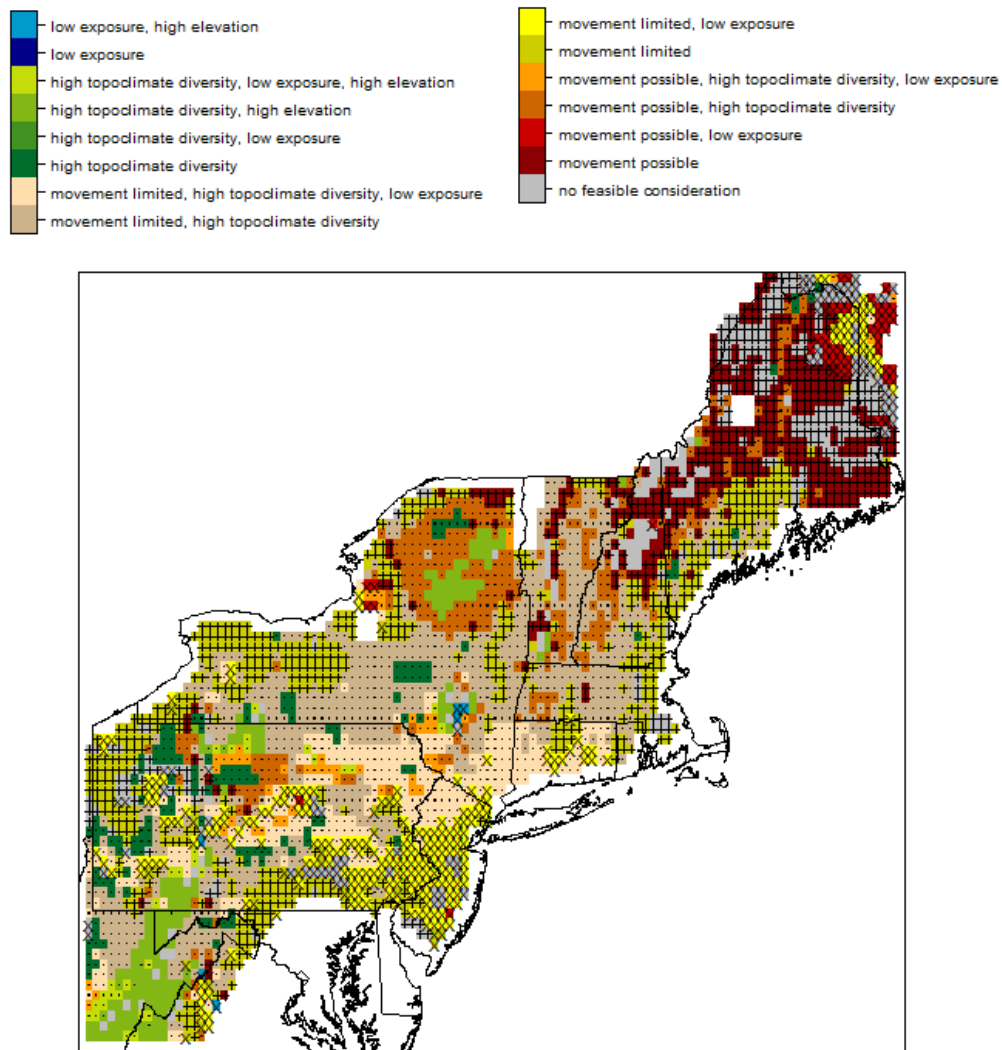 low exposure, high elevation
low exposure
high topoclimate diversity, low exposure, high elevation
high topoclimate diversity, high elevation
high topoclimate diversity, low exposure
high topoclimate diversity
movement limited, high topoclimate diversity, low exposure
movement limited, high topoclimate diversity
movement limited, low exposure
movement limited
movement possible, high topoclimate diversity, low exposure
movement possible, high topoclimate diversity
movement possible, low exposure
movement possible
no feasible consideration